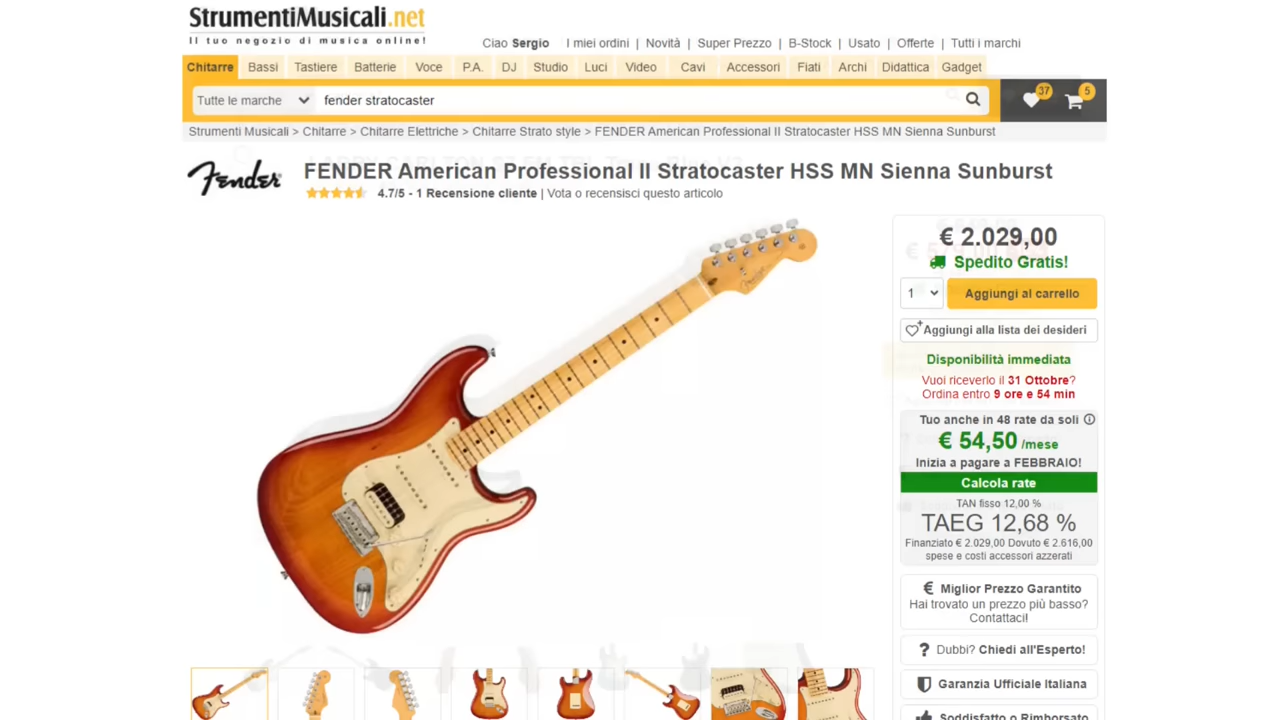 StrumentiMusicali.net
Il tuo negozio di musica online!
Ciao Sergio I miei ordini | Novità | Super Prezzo | B-Stock | Usato | Offerte | Tutti i marchi
Chitarre Bassi Tastiere Batterie Voce P.A. DJ Studio Luci Video Cavi Accessori Fiati Archi Didattica Gadget
Tutte le marche fender stratocaster 37 5
Strumenti Musicali > Chitarre > Chitarre Elettriche > Chitarre Strato style > FENDER American Professional II Stratocaster HSS MN Sienna Sunburst
Fender FENDER American Professional II Stratocaster HSS MN Sienna Sunburst
4.7/5 - 1 Recensione cliente | Vota o recensisci questo articolo
€ 2.029,00
Spedito Gratis!
1 Aggiungi al carrello
Aggiungi alla lista dei desideri
Disponibilità immediata
Vuoi riceverlo il 31 Ottobre?
Ordina entro 9 ore e 54 min
Tuo anche in 48 rate da soli
€ 54,50 /mese
Inizia a pagare a FEBBRAIO!
Calcola rate
TAN fisso 12,00 %
TAEG 12,68 %
Finanziato € 2.029,00 Dovuto € 2.616,00
spese e costi accessori azzerati
€ Miglior Prezzo Garantito
Hai trovato un prezzo più basso?
Contattaci!
? Dubbi? Chiedi all'Esperto!
Garanzia Ufficiale Italiana
Soddisfatto o Rimborsato